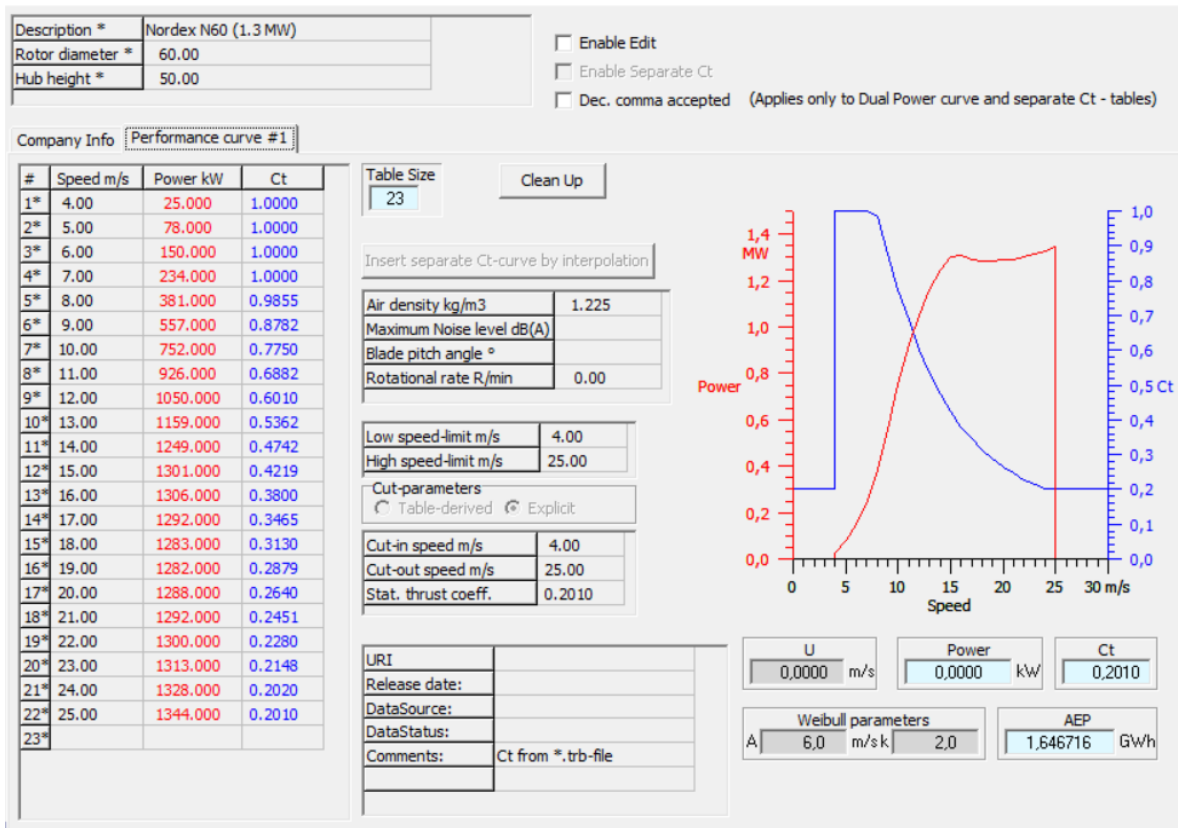 Description * Nordex N60 (1.3 MW)
Rotor diameter * 60.00
Hub height * 50.00
Enable Edit
Enable Separate Ct
Dec. comma accepted (Applies only to Dual Power curve and separate Ct - tables)
Company Info Performance curve #1
# Speed m/s Power kW Ct
1* 4.00 25.000 1.0000
2* 5.00 78.000 1.0000
3* 6.00 150.000 1.0000
4* 7.00 234.000 1.0000
5* 8.00 381.000 0.9855
6* 9.00 557.000 0.8782
7* 10.00 752.000 0.7750
8* 11.00 926.000 0.6882
9* 12.00 1050.000 0.6010
10* 13.00 1159.000 0.5362
11* 14.00 1249.000 0.4742
12* 15.00 1301.000 0.4219
13* 16.00 1306.000 0.3800
14* 17.00 1292.000 0.3465
15* 18.00 1283.000 0.3130
16* 19.00 1282.000 0.2879
17* 20.00 1288.000 0.2640
18* 21.00 1292.000 0.2451
19* 22.00 1300.000 0.2280
20* 23.00 1313.000 0.2148
21* 24.00 1328.000 0.2020
22* 25.00 1344.000 0.2010
23*
Table Size
23
Clean Up
Insert separate Ct-curve by interpolation
Air density kg/m3 1.225
Maximum Noise level dB(A)
Blade pitch angle °
Rotational rate R/min 0.00
Low speed-limit m/s 4.00
High speed-limit m/s 25.00
Cut-parameters
Table-derived Explicit
Cut-in speed m/s 4.00
Cut-out speed m/s 25.00
Stat. thrust coeff. 0.2010
URI
Release date:
DataSource:
DataStatus:
Comments: Ct from *.trb-file
1,4
MW
1,2
1,0
Power 0,8
0,6
0,4
0,2
0,0
1,0
0,9
0,8
0,7
0,6
0,5 Ct
0,4
0,3
0,2
0,1
0,0
0 5 10 15 20 25 30 m/s
Speed
U Power Ct
0,0000 m/s 0,0000 kW 0,2010
Weibull parameters AEP
A 6,0 m/s k 2,0 1,646716 GWh